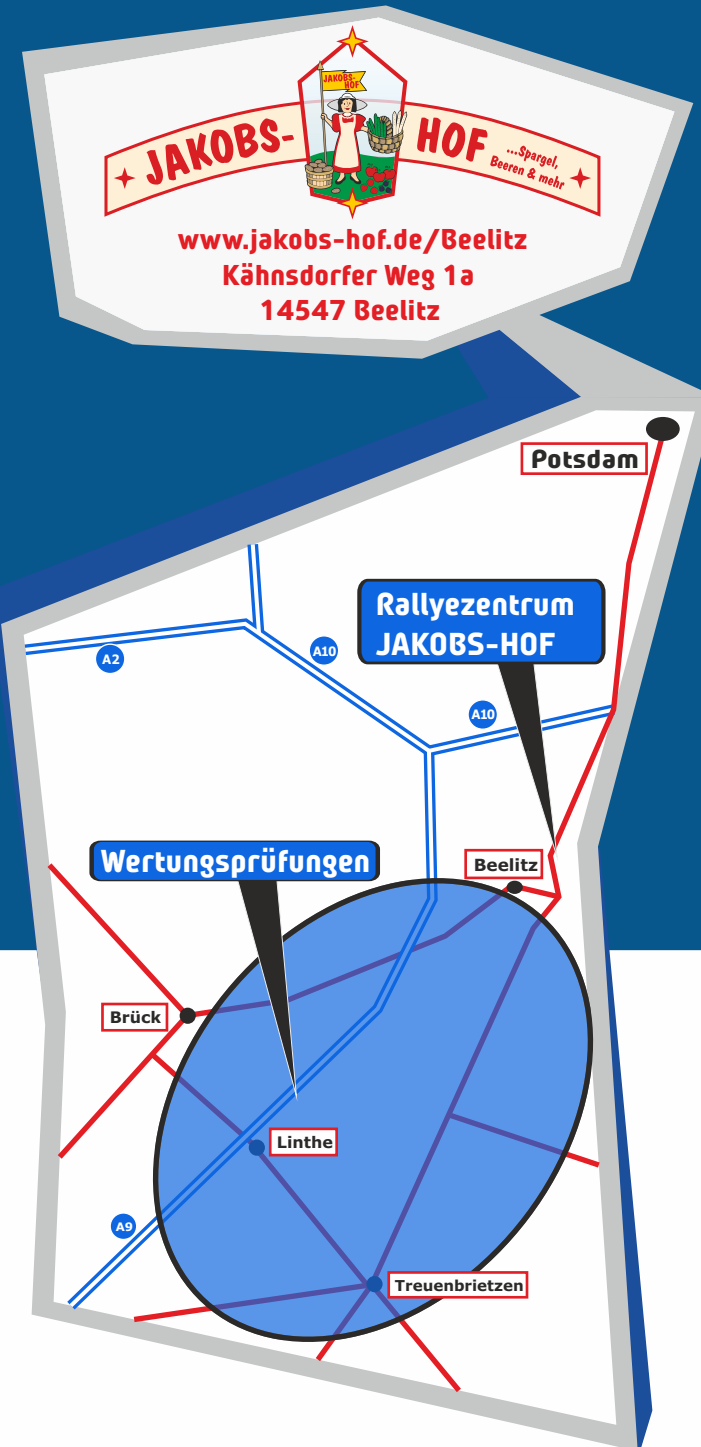 JAKOBS-
HOF
JAKOBS-
HOF
...Spargel,
Beeren & mehr
www.jakobs-hof.de/Beelitz
Kähnsdorfer Weg 1a
14547 Beelitz
Potsdam
Rallyezentrum
JAKOBS-HOF
A2
A10
A10
Wertungsprüfungen
Beelitz
Brück
Linthe
A9
Treuenbrietzen